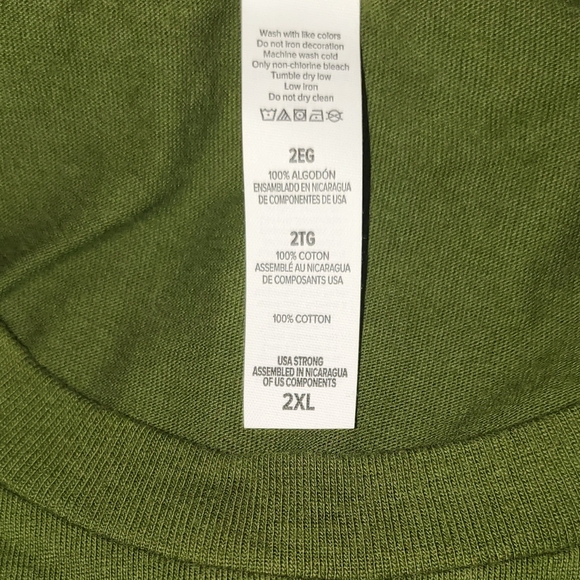 Wash with like colors
Do not Iron decoration
Machine wash cold
Only non-chlorine bleach
Tumble dry low
Low Iron
Do not dry clean
2EG
100% ALGODÓN
ENSAMBLADO EN NICARAGUA
DE COMPONENTES DE USA
2TG
100% COTON
ASSEMBLÉ AU NICARAGUA
DE COMPOSANTS USA
100% COTTON
USA STRONG
ASSEMBLED IN NICARAGUA
OF US COMPONENTS
2XL